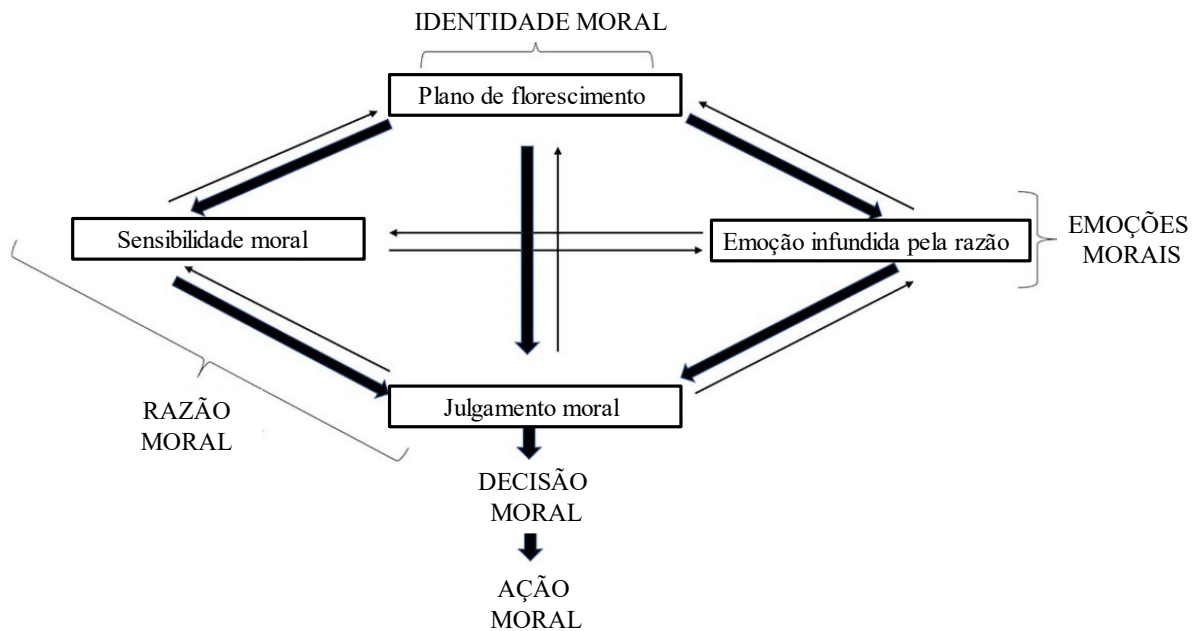 IDENTIDADE MORAL
Plano de florescimento
Sensibilidade moral
Emoção infundida pela razão
EMOÇÕES
MORAIS
Julgamento moral
RAZÃO
MORAL
DECISÃO
MORAL
AÇÃO
MORAL